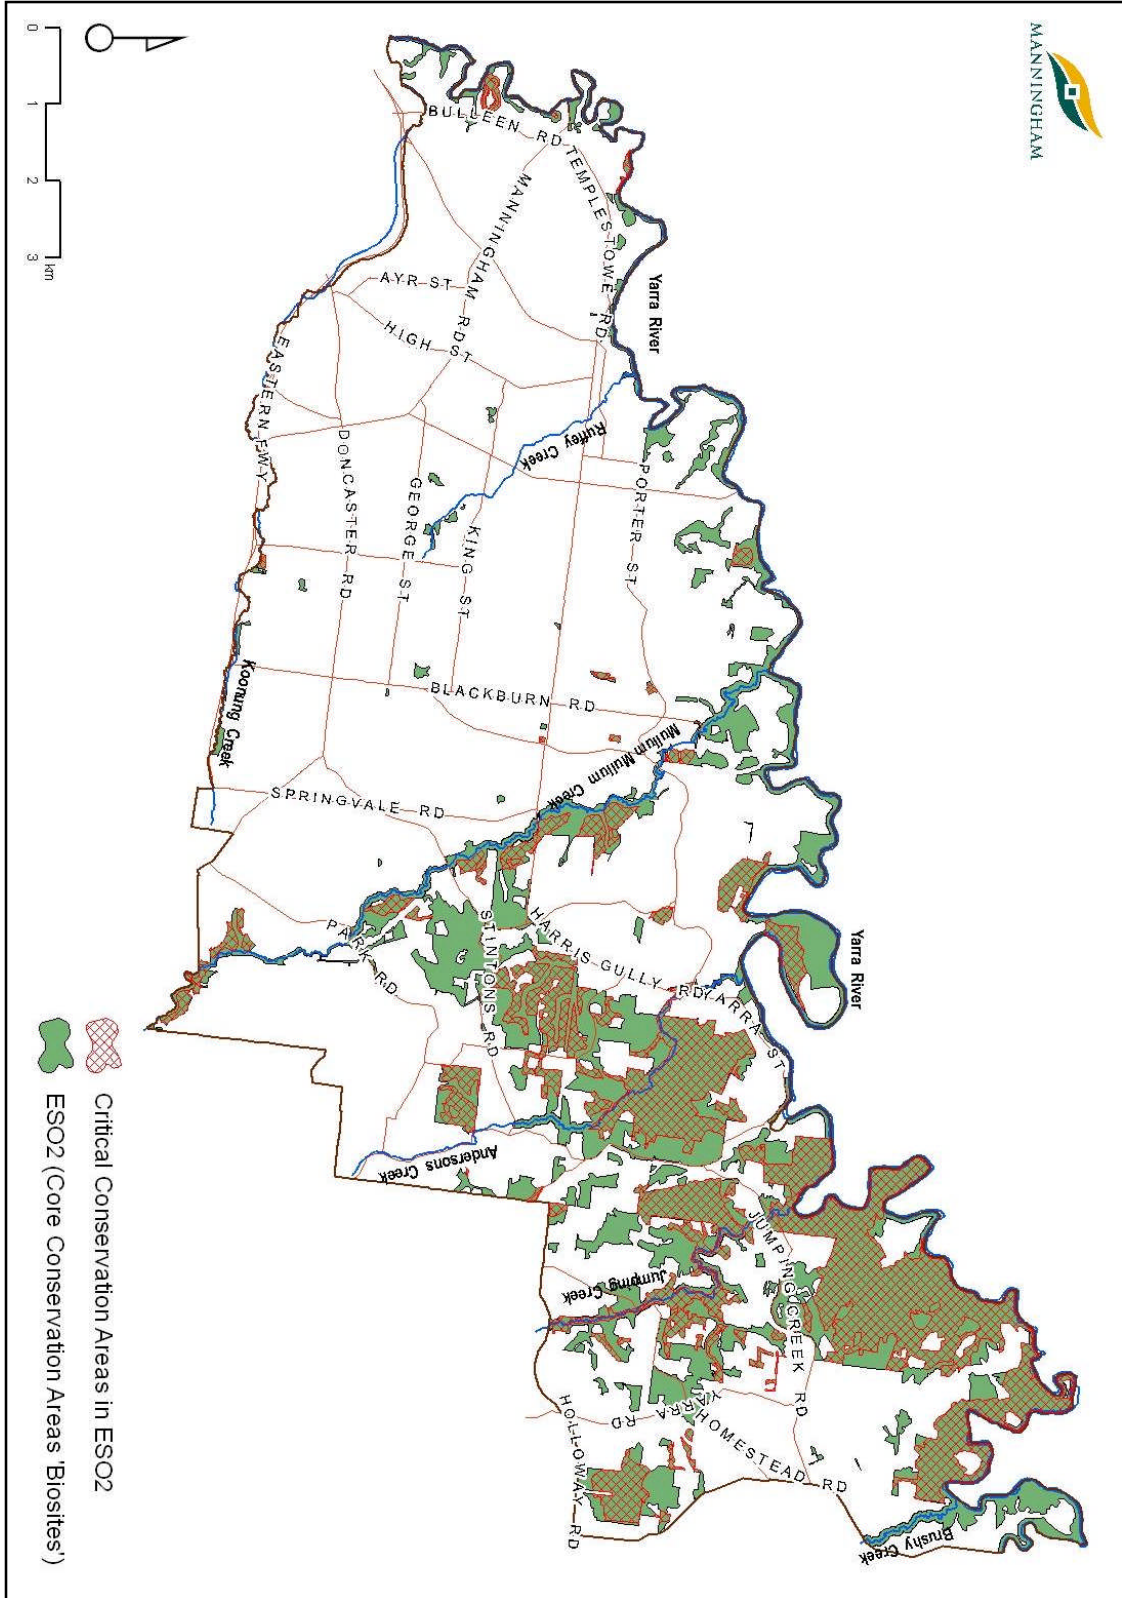 MANNINGHAM
Yarra River
Yarra River
BULLEEN RD
TEMPLESTOWE RD
MANNINGHAM RD
AYR ST
HIGH ST
EASTERN FWY
DONCASTER RD
GEORGE ST
KING ST
PORTER ST
Ruffey Creek
BLACKBURN RD
Koonung Creek
Mullum Mullum Creek
SPRINGVALE RD
PARK RD
STINTONS RD
HARRIS GULLY RD
YARRA ST
Andersons Creek
JUMPING CREEK RD
Jumping Creek
YARRA RD
HOMESTEAD RD
HOLLOWAY RD
Brushy Creek
0 1 2 3 km
Critical Conservation Areas in ESO2
ESO2 (Core Conservation Areas 'Biosites')